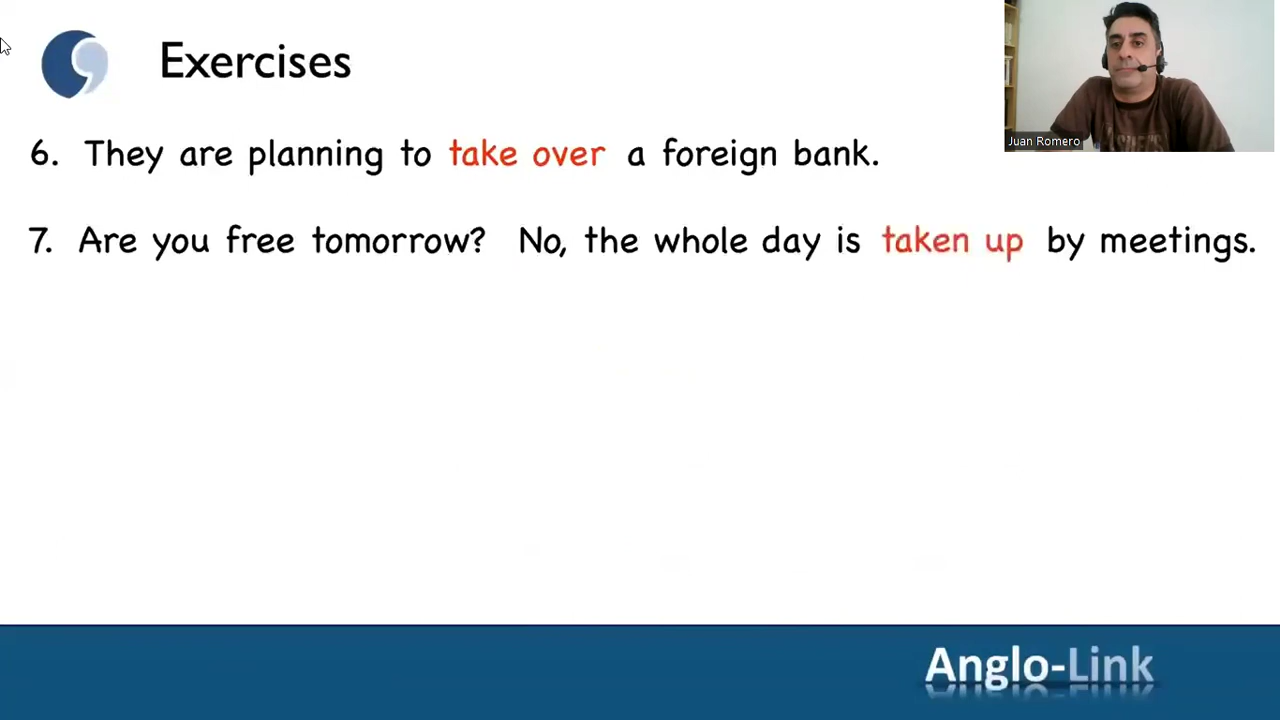 Exercises
Juan Romero
6. They are planning to take over a foreign bank.
7. Are you free tomorrow? No, the whole day is taken up by meetings.
Anglo-Link